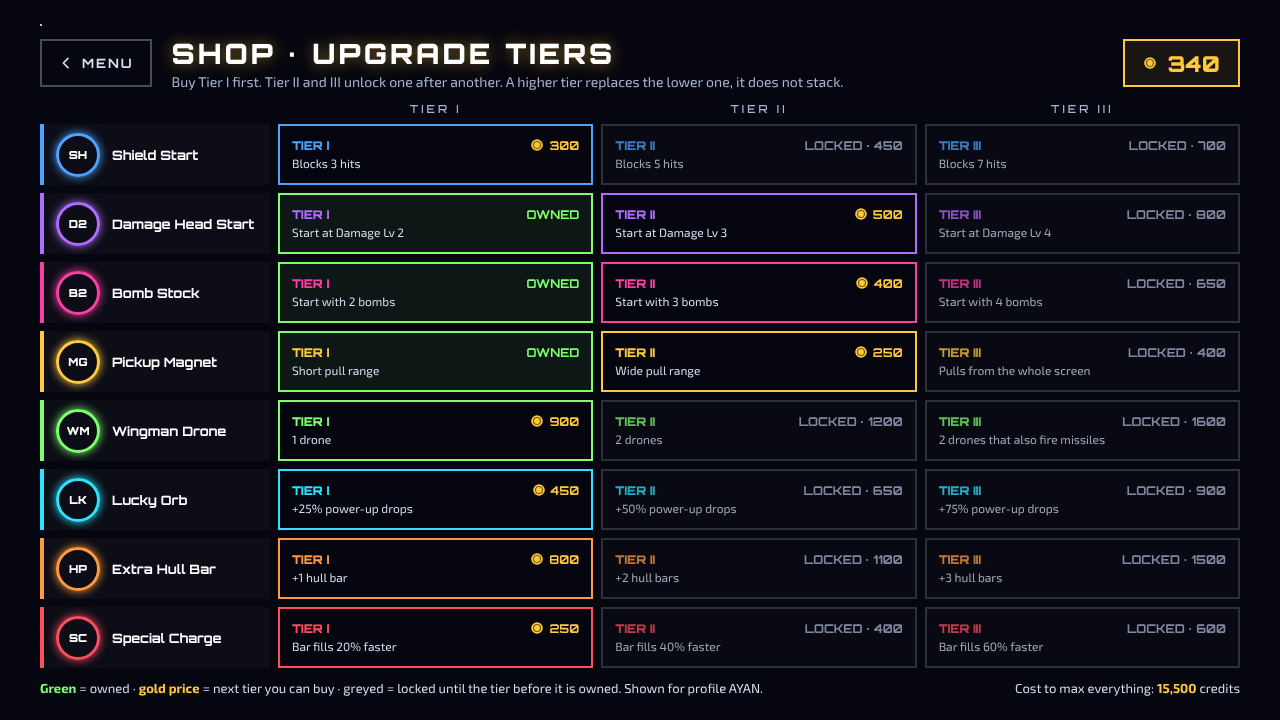 MENU
SHOP · UPGRADE TIERS
340
Buy Tier I first. Tier II and III unlock one after another. A higher tier replaces the lower one, it does not stack.
TIER I TIER II TIER III
SH Shield Start
TIER I 300
Blocks 3 hits
TIER II LOCKED · 450
Blocks 5 hits
TIER III LOCKED · 700
Blocks 7 hits
D2 Damage Head Start
TIER I OWNED
Start at Damage Lv 2
TIER II 500
Start at Damage Lv 3
TIER III LOCKED · 800
Start at Damage Lv 4
B2 Bomb Stock
TIER I OWNED
Start with 2 bombs
TIER II 400
Start with 3 bombs
TIER III LOCKED · 650
Start with 4 bombs
MG Pickup Magnet
TIER I OWNED
Short pull range
TIER II 250
Wide pull range
TIER III LOCKED · 400
Pulls from the whole screen
WM Wingman Drone
TIER I 900
1 drone
TIER II LOCKED · 1200
2 drones
TIER III LOCKED · 1600
2 drones that also fire missiles
LK Lucky Orb
TIER I 450
+25% power-up drops
TIER II LOCKED · 650
+50% power-up drops
TIER III LOCKED · 900
+75% power-up drops
HP Extra Hull Bar
TIER I 800
+1 hull bar
TIER II LOCKED · 1100
+2 hull bars
TIER III LOCKED · 1500
+3 hull bars
SC Special Charge
TIER I 250
Bar fills 20% faster
TIER II LOCKED · 400
Bar fills 40% faster
TIER III LOCKED · 600
Bar fills 60% faster
Green = owned · gold price = next tier you can buy · greyed = locked until the tier before it is owned. Shown for profile AYAN.
Cost to max everything: 15,500 credits